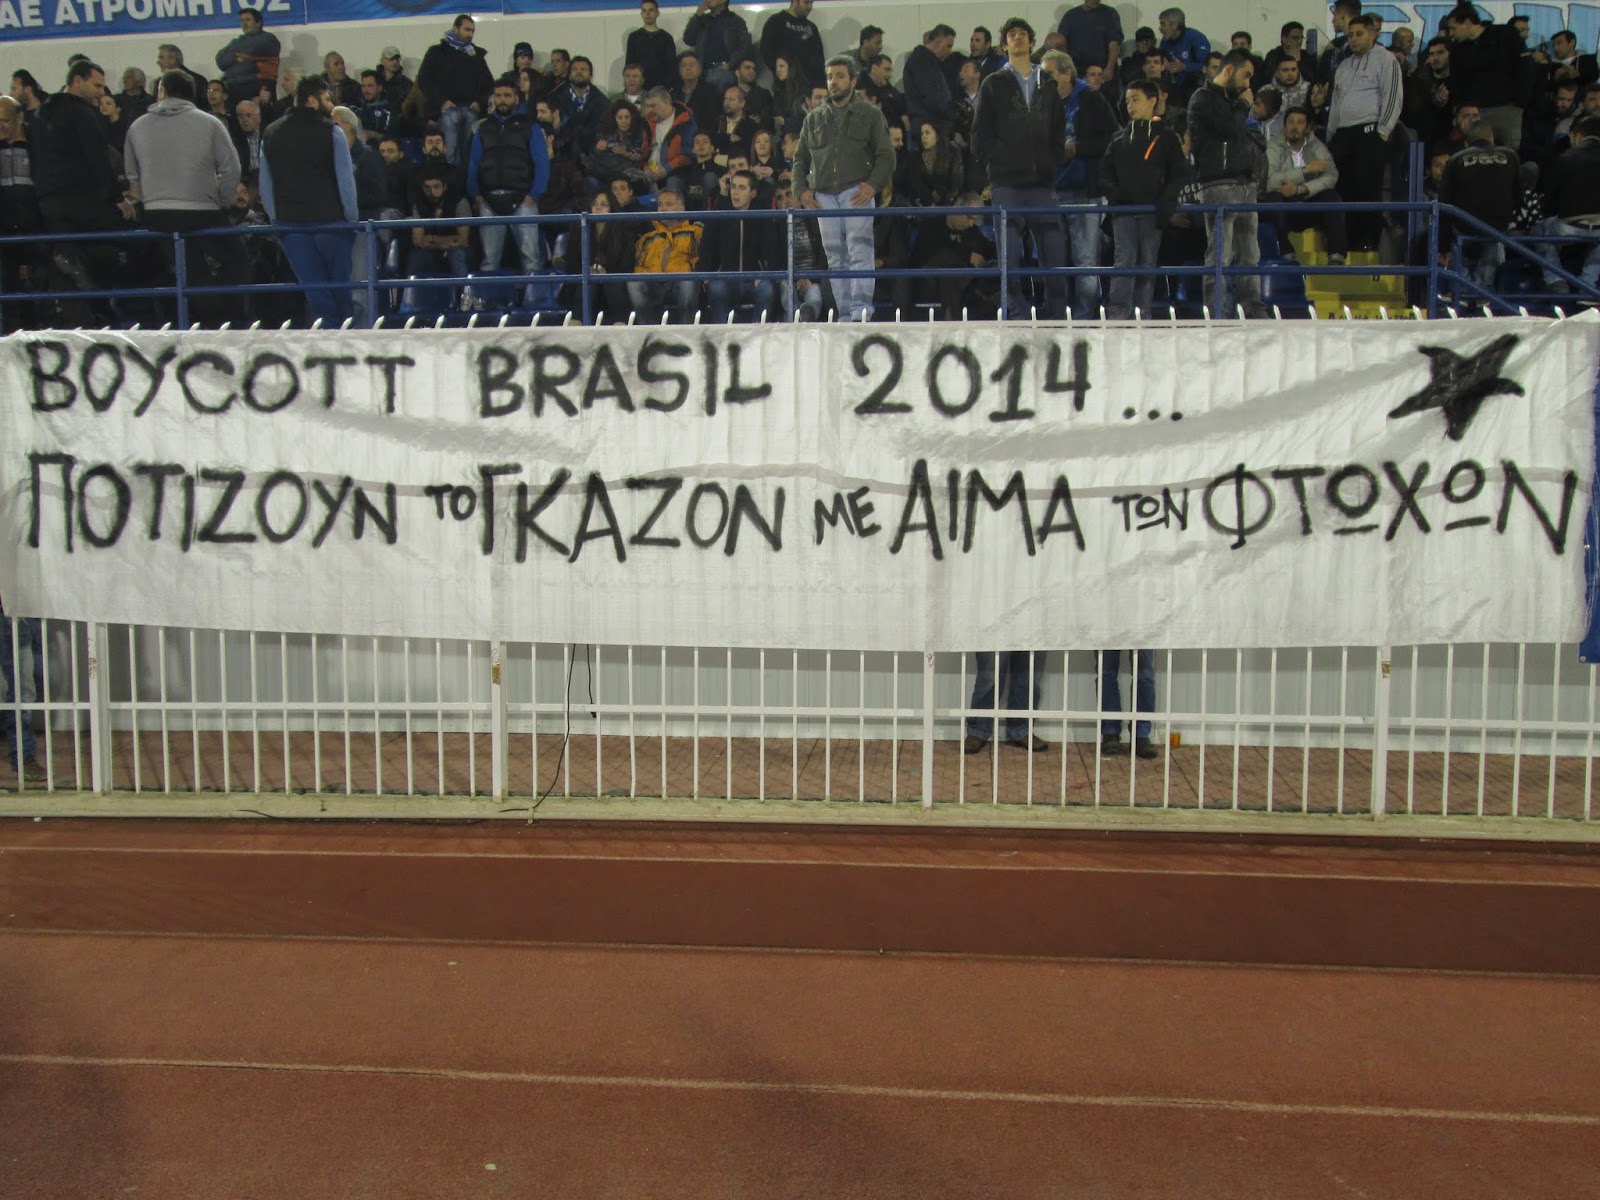 ΑΕ ΑΤΡΟΜΗΤΟΣ
BOYCOTT BRASIL 2014...
ΠΟΤΙΖΟΥΝ ΤΟ ΓΚΑΖΟΝ ΜΕ ΑΙΜΑ ΤΩΝ ΦΤΩΧΩΝ